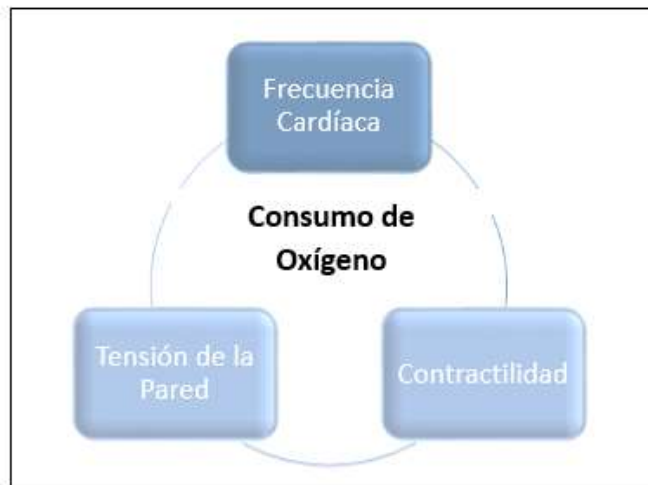 Frecuencia
Cardíaca
Consumo de
Oxígeno
Tensión de la
Pared
Contractilidad